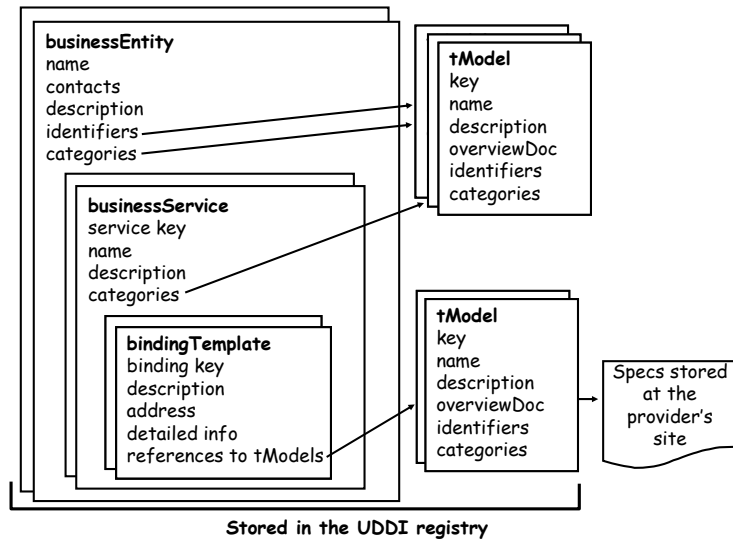 businessEntity
name
contacts
description
identifiers
categories
businessService
service key
name
description
categories
bindingTemplate
binding key
description
address
detailed info
references to tModels
tModel
key
name
description
overviewDoc
identifiers
categories
tModel
key
name
description
overviewDoc
identifiers
categories
Specs stored
at the
provider's
site
Stored in the UDDI registry